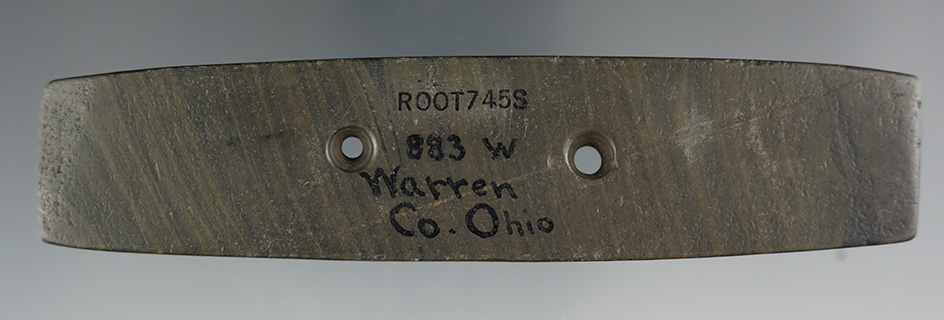 ROOT745S
883 W
Warren
Co. Ohio